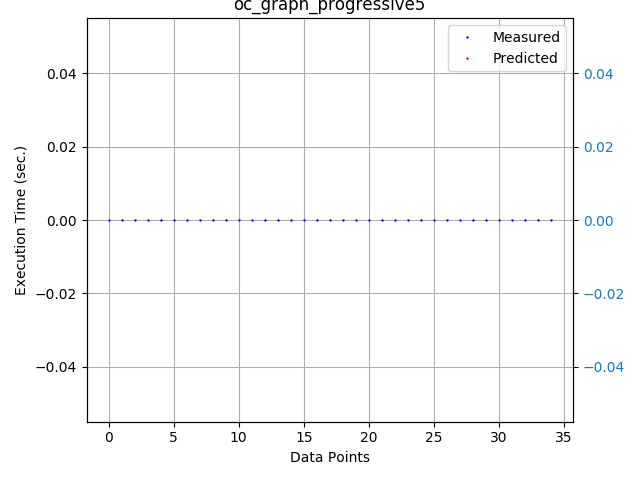 oc_graph_progressive5
Measured
Predicted
0.04
0.02
0.00
−0.02
−0.04
Execution Time (sec.)
0.04
0.02
0.00
−0.02
−0.04
0 5 10 15 20 25 30 35
Data Points